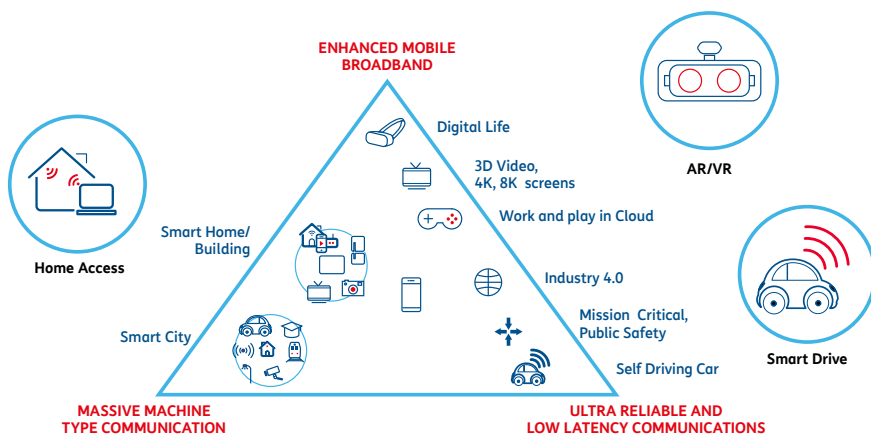 ENHANCED MOBILE
BROADBAND
Digital Life
3D Video,
4K, 8K screens
Work and play in Cloud
Smart Home/
Building
Industry 4.0
Mission Critical,
Public Safety
Smart City
Self Driving Car
MASSIVE MACHINE
TYPE COMMUNICATION
ULTRA RELIABLE AND
LOW LATENCY COMMUNICATIONS
Home Access
AR/VR
Smart Drive